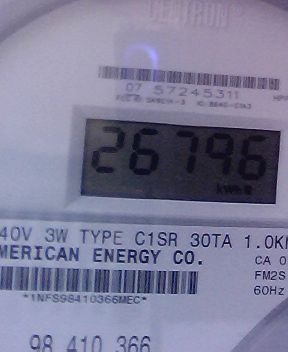 CENTRON®
07 57245311
26796
kWh
40V 3W TYPE C1SR 30TA 1.0K
MERICAN ENERGY CO.
CA 0
FM2S
60Hz
*1NFS98410366MEC*
98 410 366